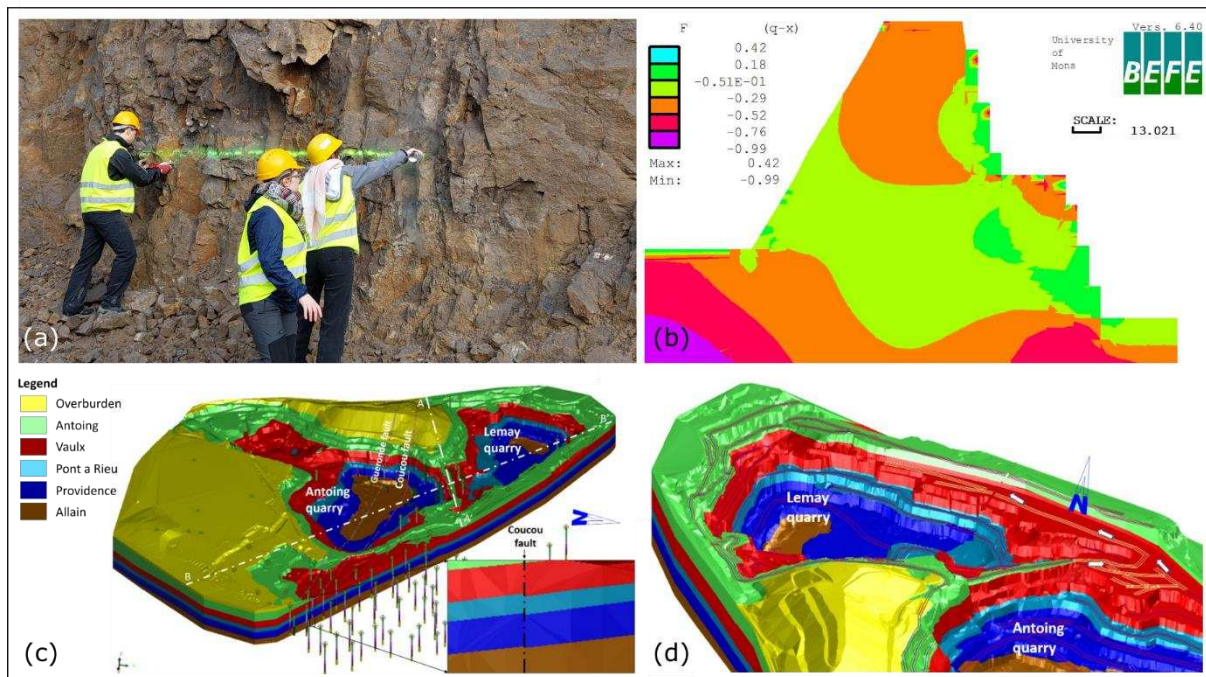 (a)
F (q-x)
0.42
0.18
-0.51E-01
-0.29
-0.52
-0.76
-0.99
Max: 0.42
Min: -0.99
University
of
Mons
Vers. 6.40
BEFE
SCALE:
13.021
(b)
Legend
Overburden
Antoing
Vaulx
Pont a Rieu
Providence
Allain
A
B
Lemay
quarry
Gueronde fault
Coucou fault
Antoing
quarry
A'
B
N
Coucou
fault
(c)
N
Lemay
quarry
Antoing
quarry
(d)